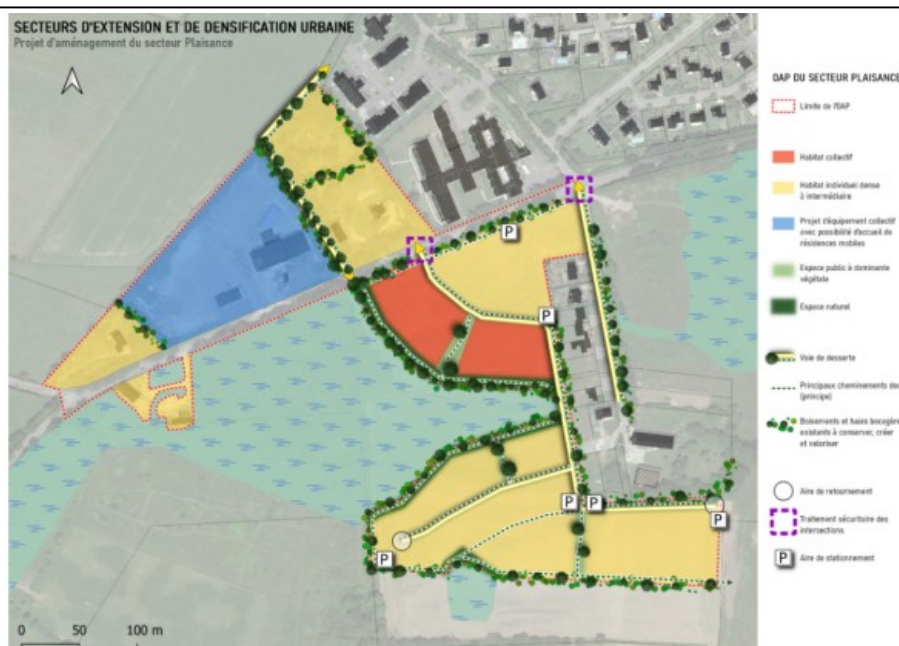 SECTEURS D'EXTENSION ET DE DENSIFICATION URBAINE
Projet d'aménagement du secteur Plaisance
OAP DU SECTEUR PLAISANCE
Limite de l'OAP
Habitat collectif
Habitat individuel dense
à intermédiaire
Projet d'équipement collectif
avec possibilité d'accueil de
résidences mobiles
Espace public à dominante
végétale
Espace naturel
Voie de desserte
Principaux cheminements dou
(principe)
Boisements et haies bocagère
existants à conserver, créer
et valoriser
Aire de retournement
Traitement sécuritaire des
intersections
P Aire de stationnement
P
P
P
P
P
P
0 50 100 m